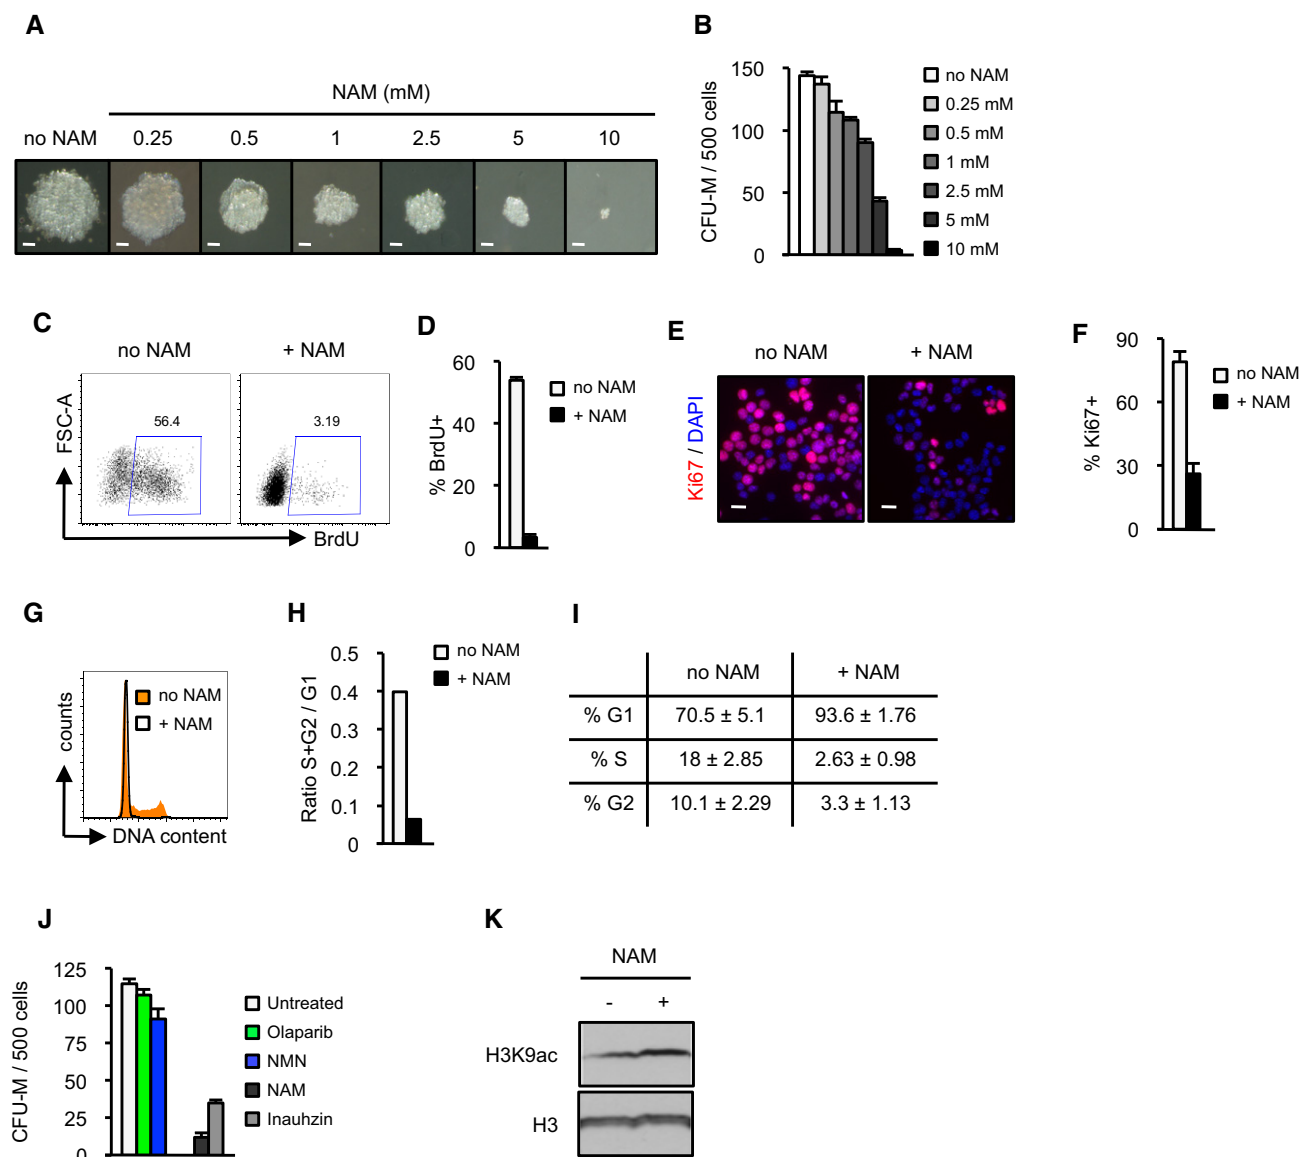 A
NAM (mM)
no NAM 0.25 0.5 1 2.5 5 10
B
CFU-M / 500 cells
150
100
50
0
no NAM
0.25 mM
0.5 mM
1 mM
2.5 mM
5 mM
10 mM
C
no NAM + NAM
FSC-A
56.4
3.19
BrdU
D
% BrdU+
60
40
20
0
no NAM
+ NAM
E
no NAM + NAM
Ki67 / DAPI
F
% Ki67+
90
60
30
0
no NAM
+ NAM
G
counts
no NAM
+ NAM
DNA content
H
Ratio S+G2 / G1
0.5
0.4
0.3
0.2
0.1
0
no NAM
+ NAM
I
no NAM + NAM
% G1 70.5 ± 5.1 93.6 ± 1.76
% S 18 ± 2.85 2.63 ± 0.98
% G2 10.1 ± 2.29 3.3 ± 1.13
J
CFU-M / 500 cells
125
100
75
50
25
0
Untreated
Olaparib
NMN
NAM
Inauhzin
K
NAM
- +
H3K9ac
H3